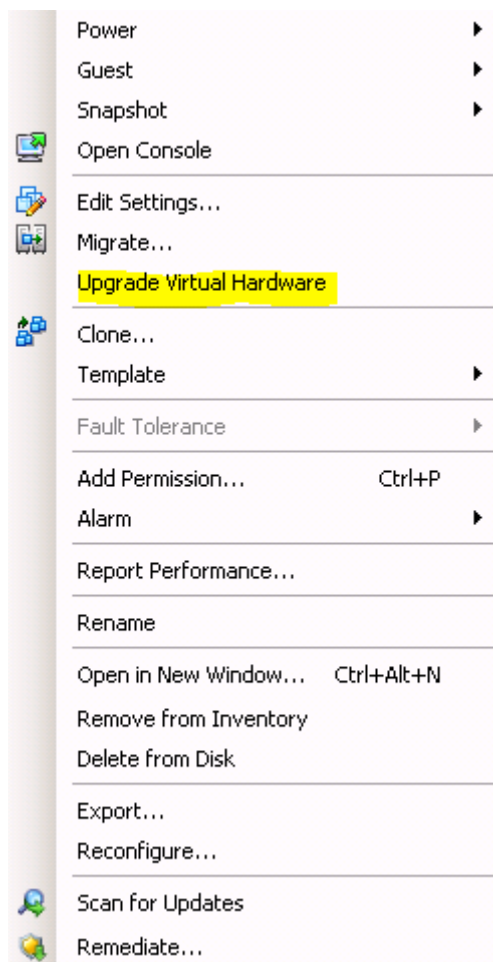 Power
Guest
Snapshot
Open Console
Edit Settings...
Migrate...
Upgrade Virtual Hardware
Clone...
Template
Fault Tolerance
Add Permission... Ctrl+P
Alarm
Report Performance...
Rename
Open in New Window... Ctrl+Alt+N
Remove from Inventory
Delete from Disk
Export...
Reconfigure...
Scan for Updates
Remediate...